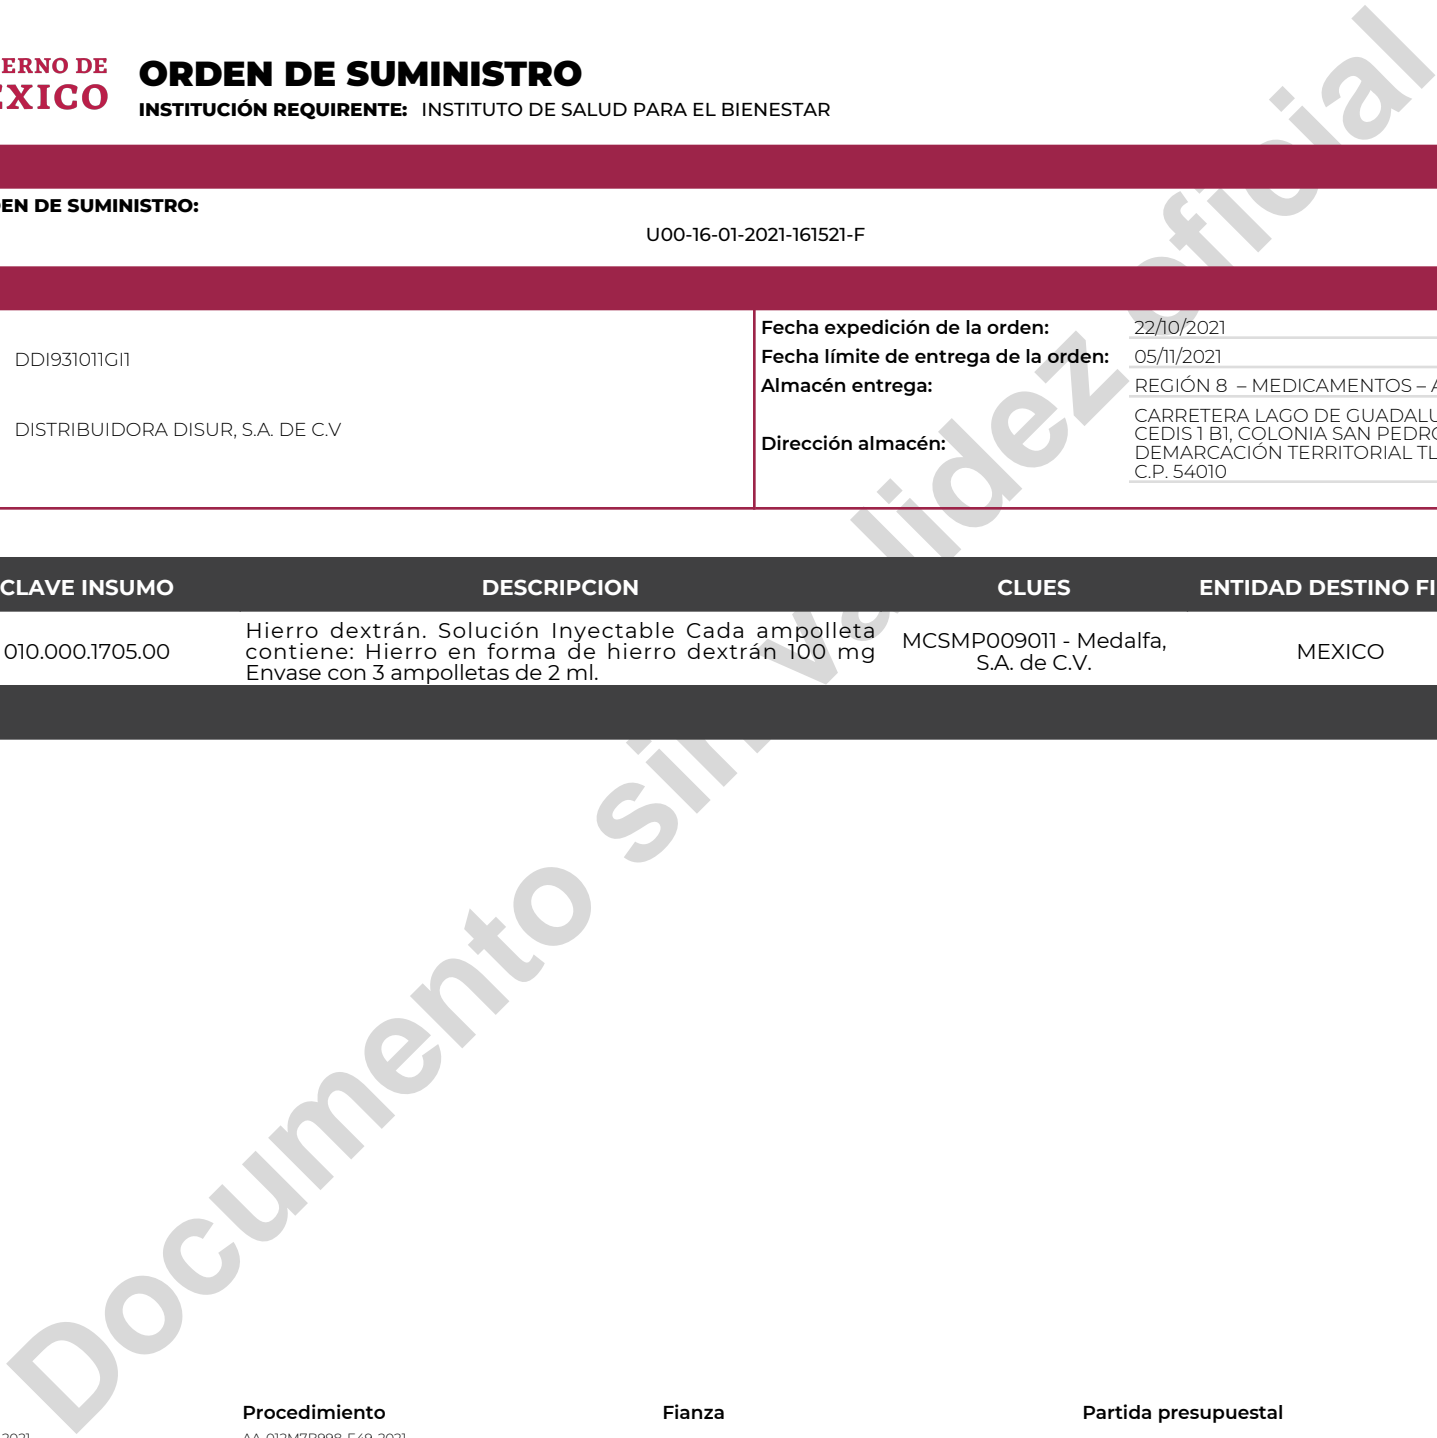 ERNO DE
EXICO
ORDEN DE SUMINISTRO
INSTITUCIÓN REQUIRENTE: INSTITUTO DE SALUD PARA EL BIENESTAR
EN DE SUMINISTRO:
U00-16-01-2021-161521-F
DDI931011GI1
DISTRIBUIDORA DISUR, S.A. DE C.V
Fecha expedición de la orden: 22/10/2021
Fecha límite de entrega de la orden: 05/11/2021
Almacén entrega: REGIÓN 8 – MEDICAMENTOS – A
Dirección almacén:
CARRETERA LAGO DE GUADALU
CEDIS 1 B1, COLONIA SAN PEDRO
DEMARCACIÓN TERRITORIAL TL
C.P. 54010
CLAVE INSUMO DESCRIPCION CLUES ENTIDAD DESTINO FI
010.000.1705.00
Hierro dextrán. Solución Inyectable Cada ampolleta
contiene: Hierro en forma de hierro dextrán 100 mg
Envase con 3 ampolletas de 2 ml.
MCSMP009011 - Medalfa,
S.A. de C.V.
MEXICO
Documento sin validez oficial
Procedimiento Fianza Partida presupuestal